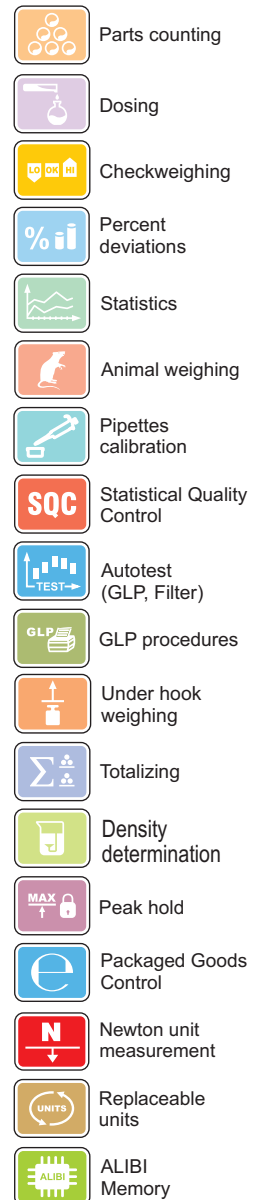 Parts counting
Dosing
LO OK HI
Checkweighing
%
Percent
deviations
Statistics
Animal weighing
Pipettes
calibration
SQC
Statistical Quality
Control
TEST
Autotest
(GLP, Filter)
GLP
GLP procedures
Under hook
weighing
Σ
Totalizing
Density
determination
MAX
Peak hold
e
Packaged Goods
Control
N
Newton unit
measurement
UNITS
Replaceable
units
ALIBI
ALIBI
Memory